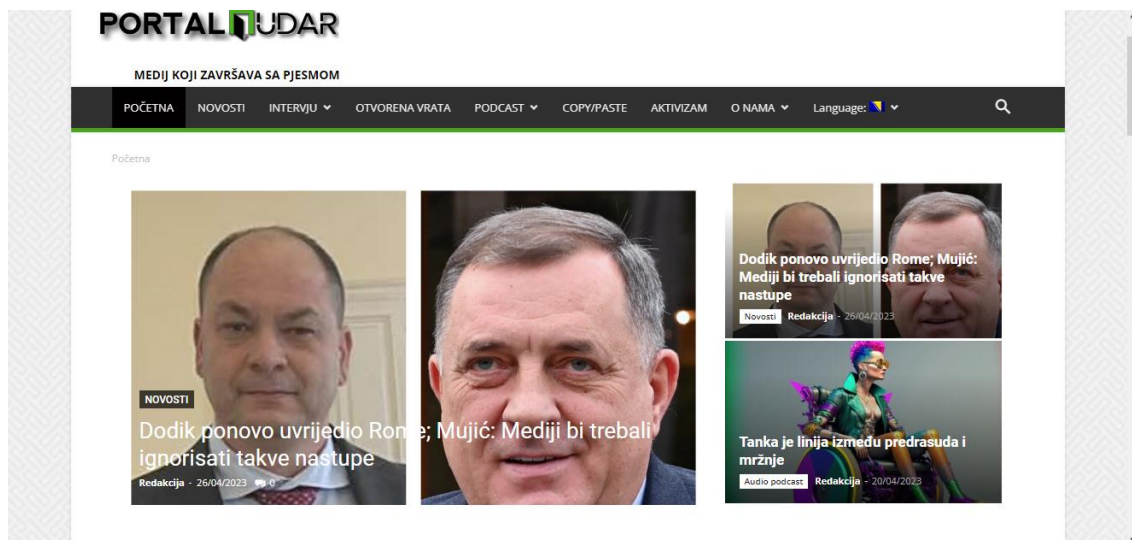 PORTAL UDAR
MEDIJ KOJI ZAVRŠAVA SA PJESMOM
POČETNA NOVOSTI INTERVJU OTVORENA VRATA PODCAST COPY/PASTE AKTIVIZAM O NAMA Language:
Početna
NOVOSTI
Dodik ponovo uvrijedio Rome; Mujić: Mediji bi trebali
ignorisati takve nastupe
Redakcija - 26/04/2023 0
Dodik ponovo uvrijedio Rome; Mujić:
Mediji bi trebali ignorisati takve
nastupe
Novosti Redakcija - 26/04/2023
Tanka je linija između predrasuda i
mržnje
Audio podcast Redakcija - 20/04/2023